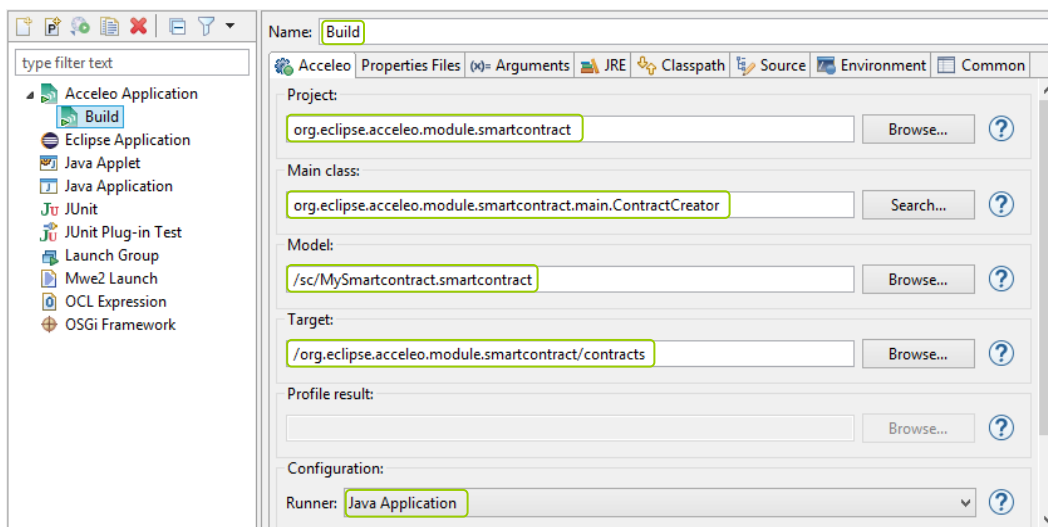 type filter text
Acceleo Application
Build
Eclipse Application
Java Applet
Java Application
JUnit
JUnit Plug-in Test
Launch Group
Mwe2 Launch
OCL Expression
OSGi Framework
Name: Build
Acceleo Properties Files (x)= Arguments JRE Classpath Source Environment Common
Project:
org.eclipse.acceleo.module.smartcontract Browse...
Main class:
org.eclipse.acceleo.module.smartcontract.main.ContractCreator Search...
Model:
/sc/MySmartcontract.smartcontract Browse...
Target:
/org.eclipse.acceleo.module.smartcontract/contracts Browse...
Profile result:
Browse...
Configuration:
Runner: Java Application